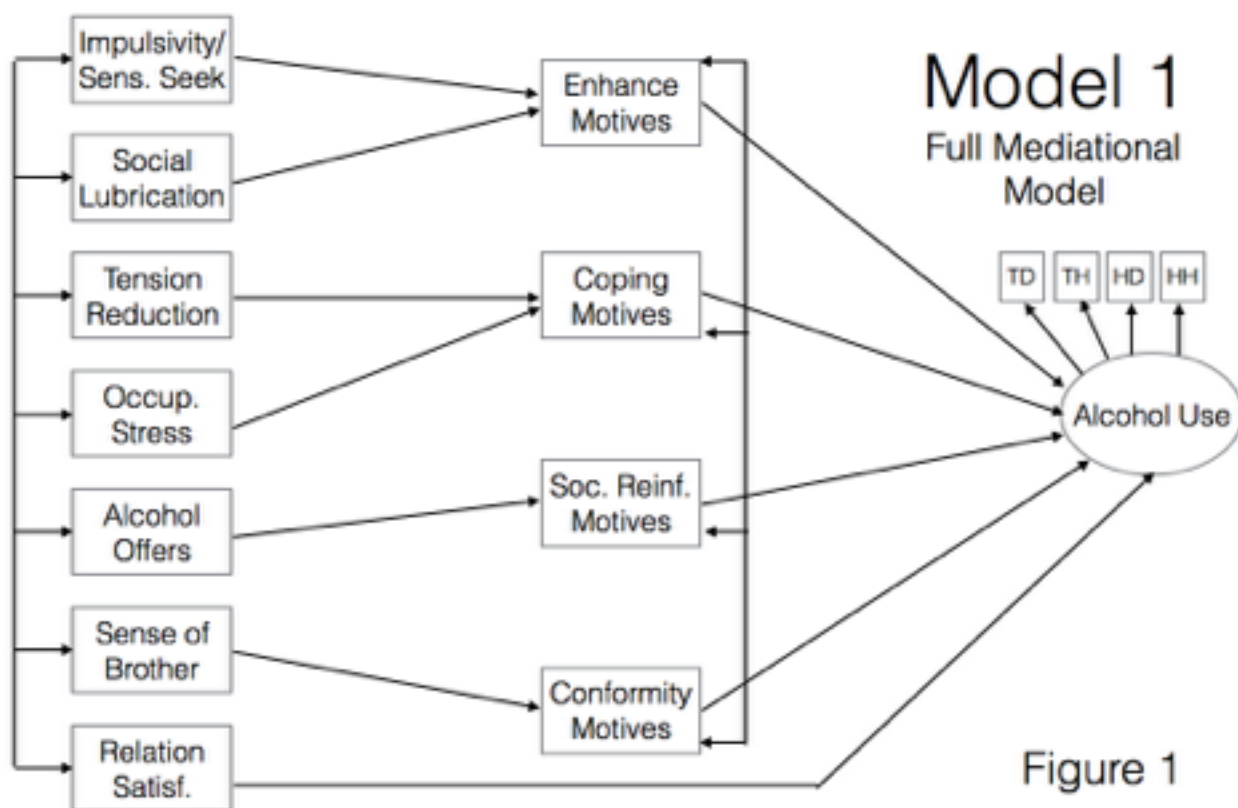 Impulsivity/
Sens. Seek
Social
Lubrication
Tension
Reduction
Occup.
Stress
Alcohol
Offers
Sense of
Brother
Relation
Satisf.
Enhance
Motives
Coping
Motives
Soc. Reinf.
Motives
Conformity
Motives
Model 1
Full Mediational
Model
TD TH HD HH
Alcohol Use
Figure 1